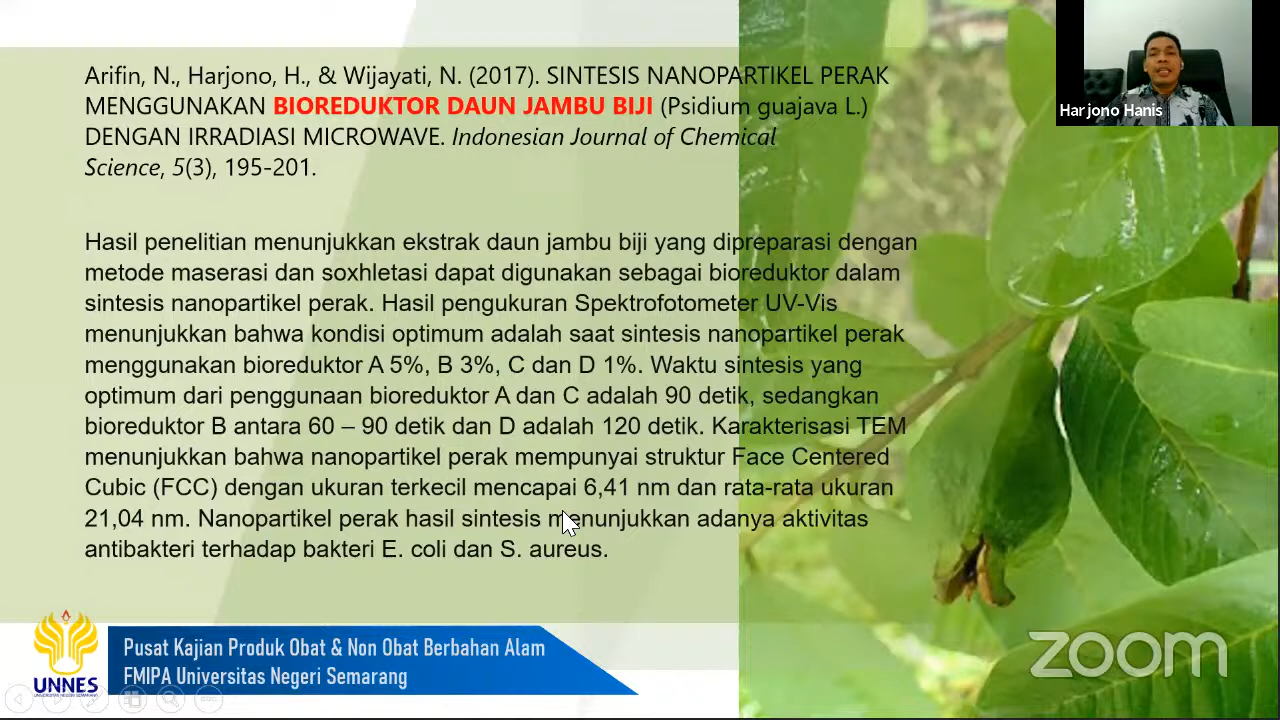 Arifin, N., Harjono, H., & Wijayati, N. (2017). SINTESIS NANOPARTIKEL PERAK
MENGGUNAKAN BIOREDUKTOR DAUN JAMBU BIJI (Psidium guajava L.)
DENGAN IRRADIASI MICROWAVE. Indonesian Journal of Chemical
Science, 5(3), 195-201.
Hasil penelitian menunjukkan ekstrak daun jambu biji yang dipreparasi dengan
metode maserasi dan soxhletasi dapat digunakan sebagai bioreduktor dalam
sintesis nanopartikel perak. Hasil pengukuran Spektrofotometer UV-Vis
menunjukkan bahwa kondisi optimum adalah saat sintesis nanopartikel perak
menggunakan bioreduktor A 5%, B 3%, C dan D 1%. Waktu sintesis yang
optimum dari penggunaan bioreduktor A dan C adalah 90 detik, sedangkan
bioreduktor B antara 60 – 90 detik dan D adalah 120 detik. Karakterisasi TEM
menunjukkan bahwa nanopartikel perak mempunyai struktur Face Centered
Cubic (FCC) dengan ukuran terkecil mencapai 6,41 nm dan rata-rata ukuran
21,04 nm. Nanopartikel perak hasil sintesis menunjukkan adanya aktivitas
antibakteri terhadap bakteri E. coli dan S. aureus.
Harjono Hanis
Pusat Kajian Produk Obat & Non Obat Berbahan Alam
FMIPA Universitas Negeri Semarang
UNNES
UNIVERSITAS NEGERI SEMARANG
zoom